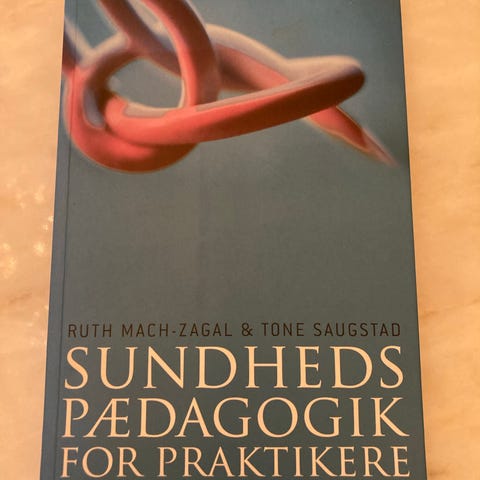 RUTH MACH-ZAGAL & TONE SAUGSTAD
SUNDHEDS
PÆDAGOGIK
FOR PRAKTIKERE